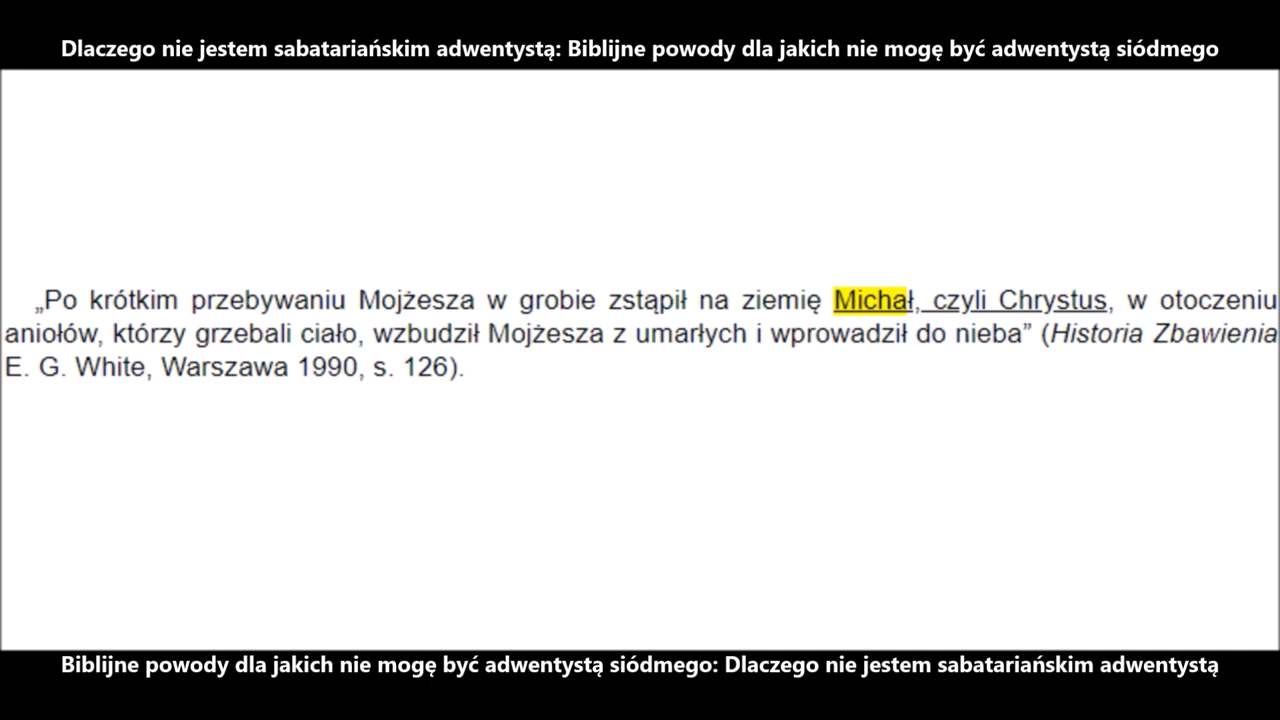 Dlaczego nie jestem sabatariańskim adwentystą: Biblijne powody dla jakich nie mogę być adwentystą siódmego
„Po krótkim przebywaniu Mojżesza w grobie zstąpił na ziemię Michał, czyli Chrystus, w otoczeniu
aniołów, którzy grzebali ciało, wzbudził Mojżesza z umarłych i wprowadził do nieba” (Historia Zbawienia
E. G. White, Warszawa 1990, s. 126).
Biblijne powody dla jakich nie mogę być adwentystą siódmego: Dlaczego nie jestem sabatariańskim adwentystą